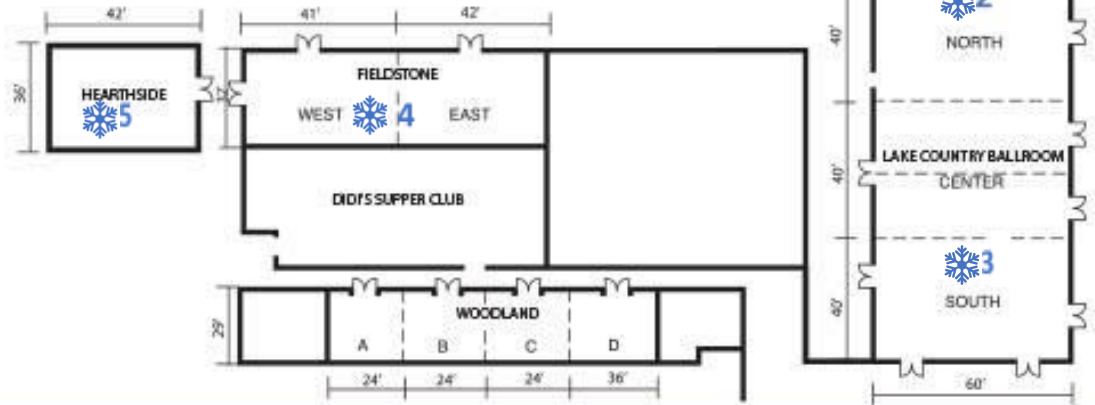 42'
41'
42'
2
40'
NORTH
36'
HEARTHSIDE
5
FIELDSTONE
WEST
4
EAST
LAKE COUNTRY BALLROOM
CENTER
40'
DIDI'S SUPPER CLUB
3
SOUTH
40'
29'
WOODLAND
A
B
C
D
24'
24'
24'
36'
60'